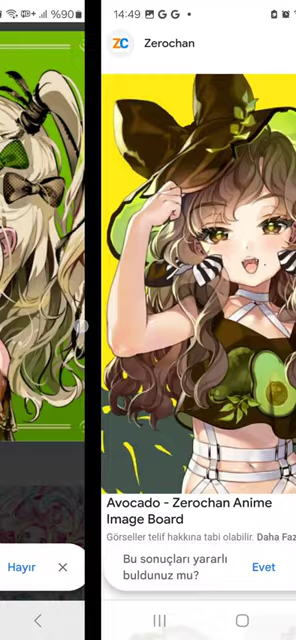 %90
14:49
Zerochan
Avocado - Zerochan Anime
Image Board
Görseller telif hakkına tabi olabilir. Daha Faz
Hayır
Bu sonuçları yararlı
buldunuz mu?
Evet